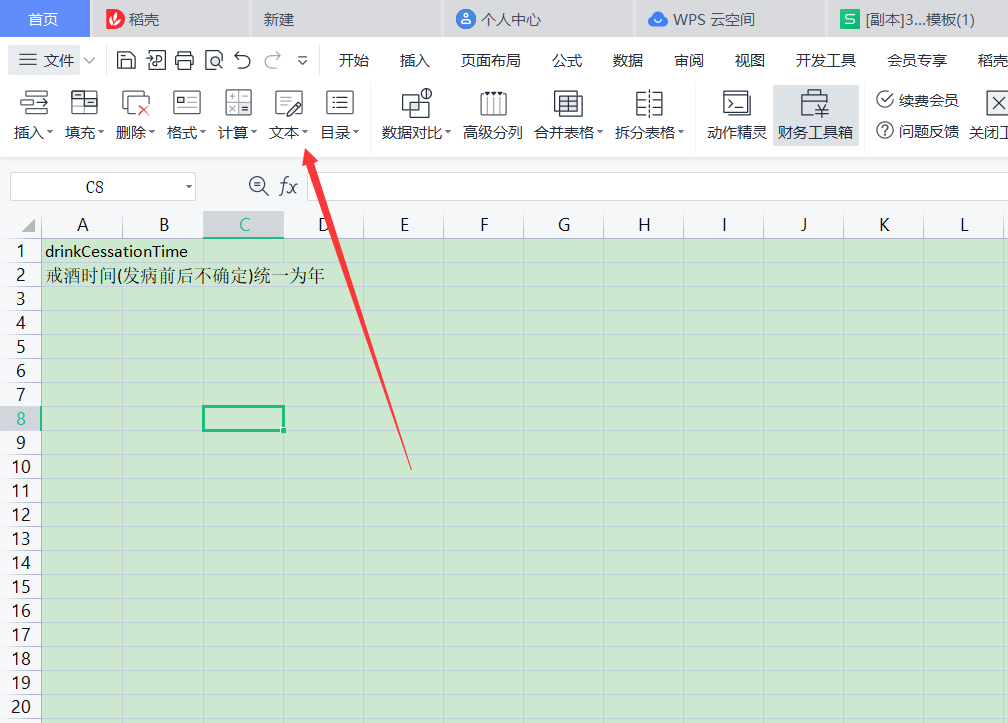 首页 稻壳 新建 个人中心 WPS 云空间 S [副本]3...模板(1)
文件 开始 插入 页面布局 公式 数据 审阅 视图 开发工具 会员专享 稻壳
续费会员
插入 填充 删除 格式 计算 文本 目录 数据对比 高级分列 合并表格 拆分表格 动作精灵 财务工具箱 问题反馈 关闭工
C8 fx
A B C D E F G H I J K L
1 drinkCessationTime
2 戒酒时间(发病前后不确定)统一为年
3
4
5
6
7
8
9
10
11
12
13
14
15
16
17
18
19
20